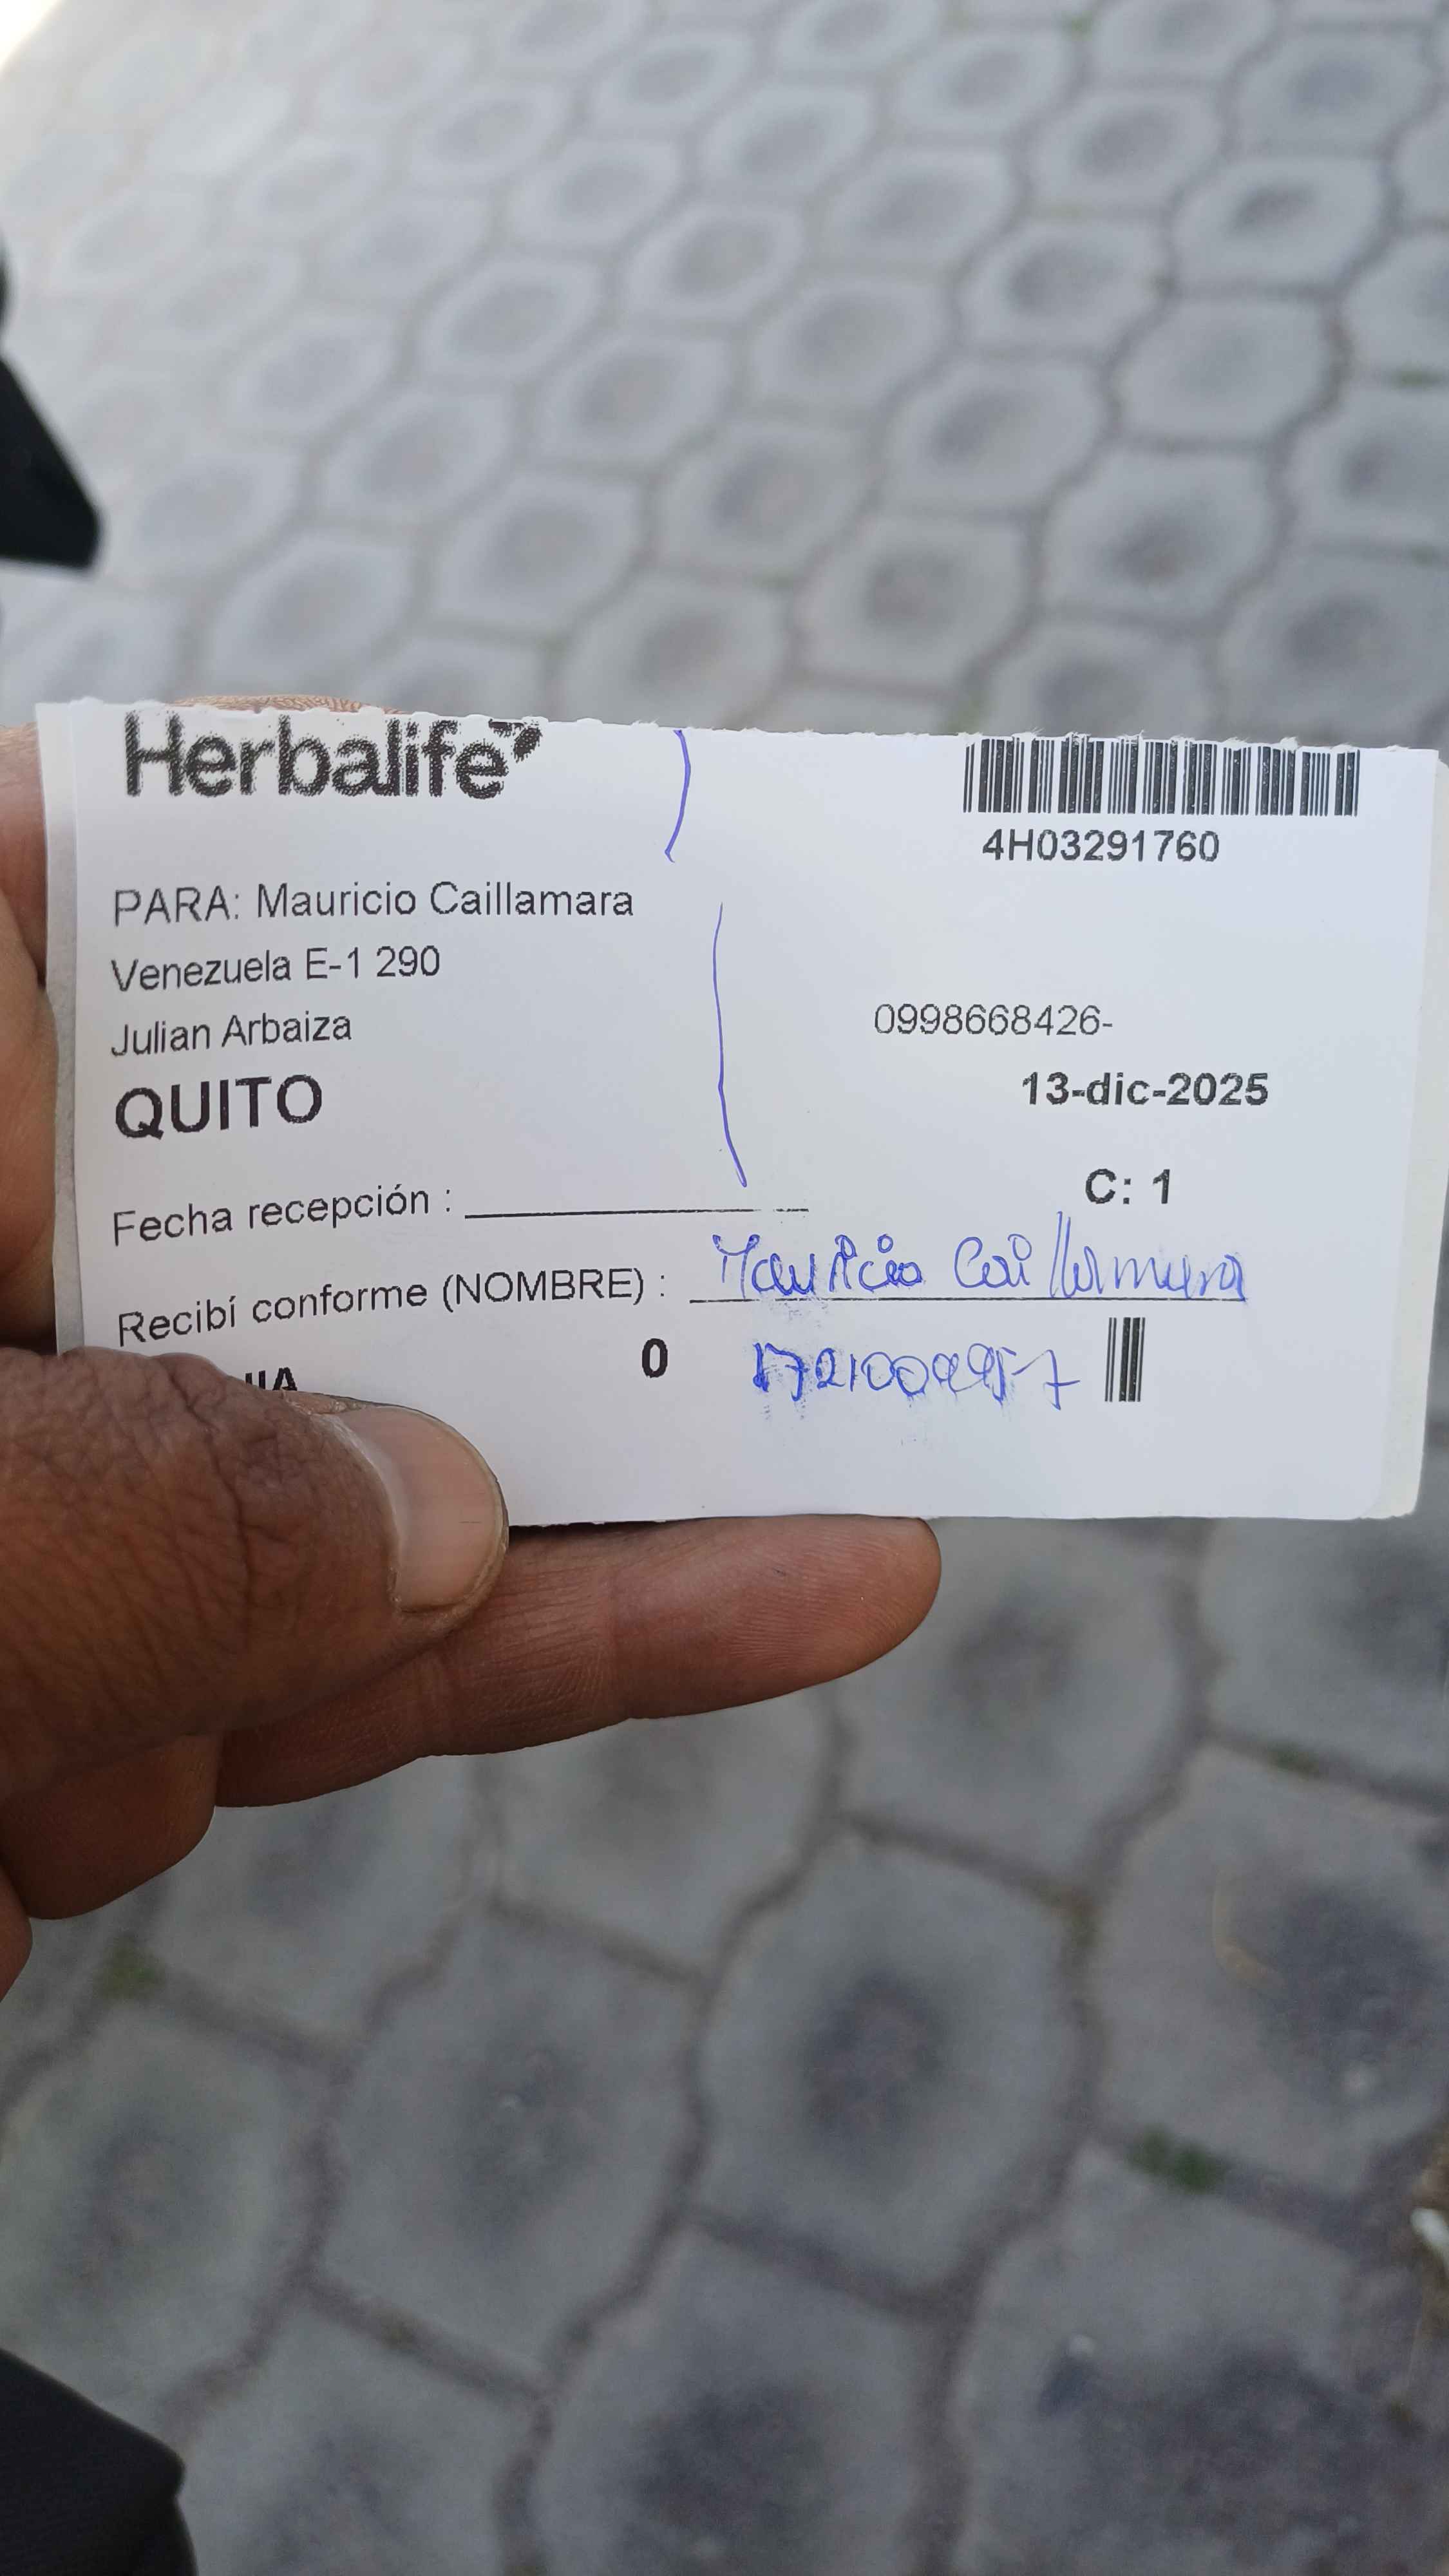 Herbalife
4H03291760
PARA: Mauricio Caillamara
Venezuela E-1 290
Julian Arbaiza
0998668426-
QUITO
13-dic-2025
C: 1
Fecha recepción :
Recibí conforme (NOMBRE) : Mauricio Caillamara
0